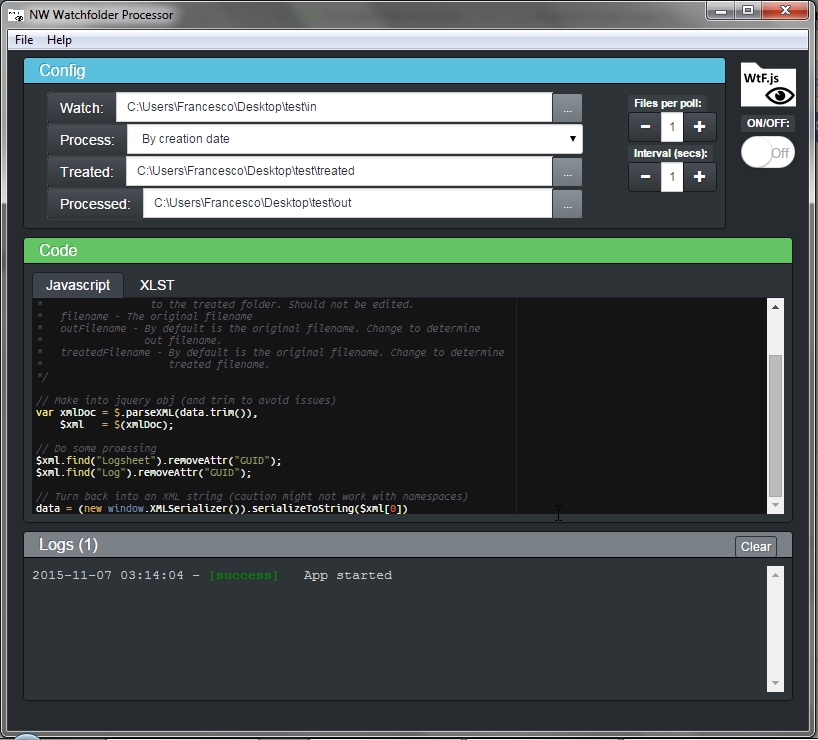 NW Watchfolder Processor
File Help
Config
Watch: C:\Users\Francesco\Desktop\test\in ...
Process: By creation date
Treated: C:\Users\Francesco\Desktop\test\treated ...
Processed: C:\Users\Francesco\Desktop\test\out ...
Files per poll:
- 1 +
Interval (secs):
- 1 +
WtF.js
ON/OFF:
Off
Code
Javascript XLST
* to the treated folder. Should not be edited.
* filename - The original filename
* outFilename - By default is the original filename. Change to determine
* out filename.
* treatedFilename - By default is the original filename. Change to determine
* treated filename.
*/
// Make into jquery obj (and trim to avoid issues)
var xmlDoc = $.parseXML(data.trim()),
$xml = $(xmlDoc);
// Do some proessing
$xml.find("Logsheet").removeAttr("GUID");
$xml.find("Log").removeAttr("GUID");
// Turn back into an XML string (caution might not work with namespaces)
data = (new window.XMLSerializer()).serializeToString($xml[0])
Logs (1)
Clear
2015-11-07 03:14:04 - [success] App started